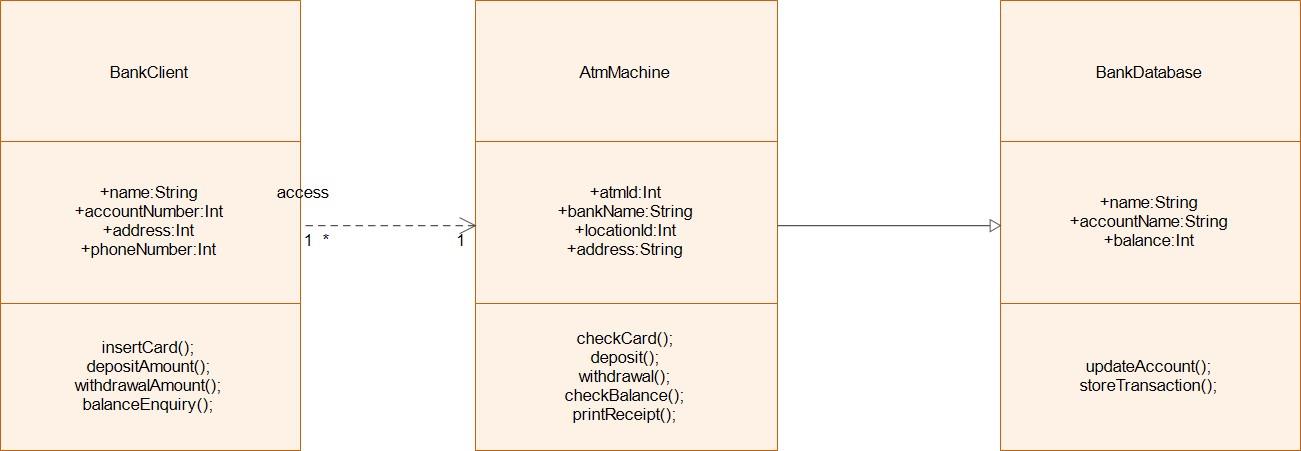 BankClient
+name:String
+accountNumber:Int
+address:Int
+phoneNumber:Int
insertCard();
depositAmount();
withdrawalAmount();
balanceEnquiry();
access
1 *
1
AtmMachine
+atmId:Int
+bankName:String
+locationId:Int
+address:String
checkCard();
deposit();
withdrawal();
checkBalance();
printReceipt();
BankDatabase
+name:String
+accountName:String
+balance:Int
updateAccount();
storeTransaction();